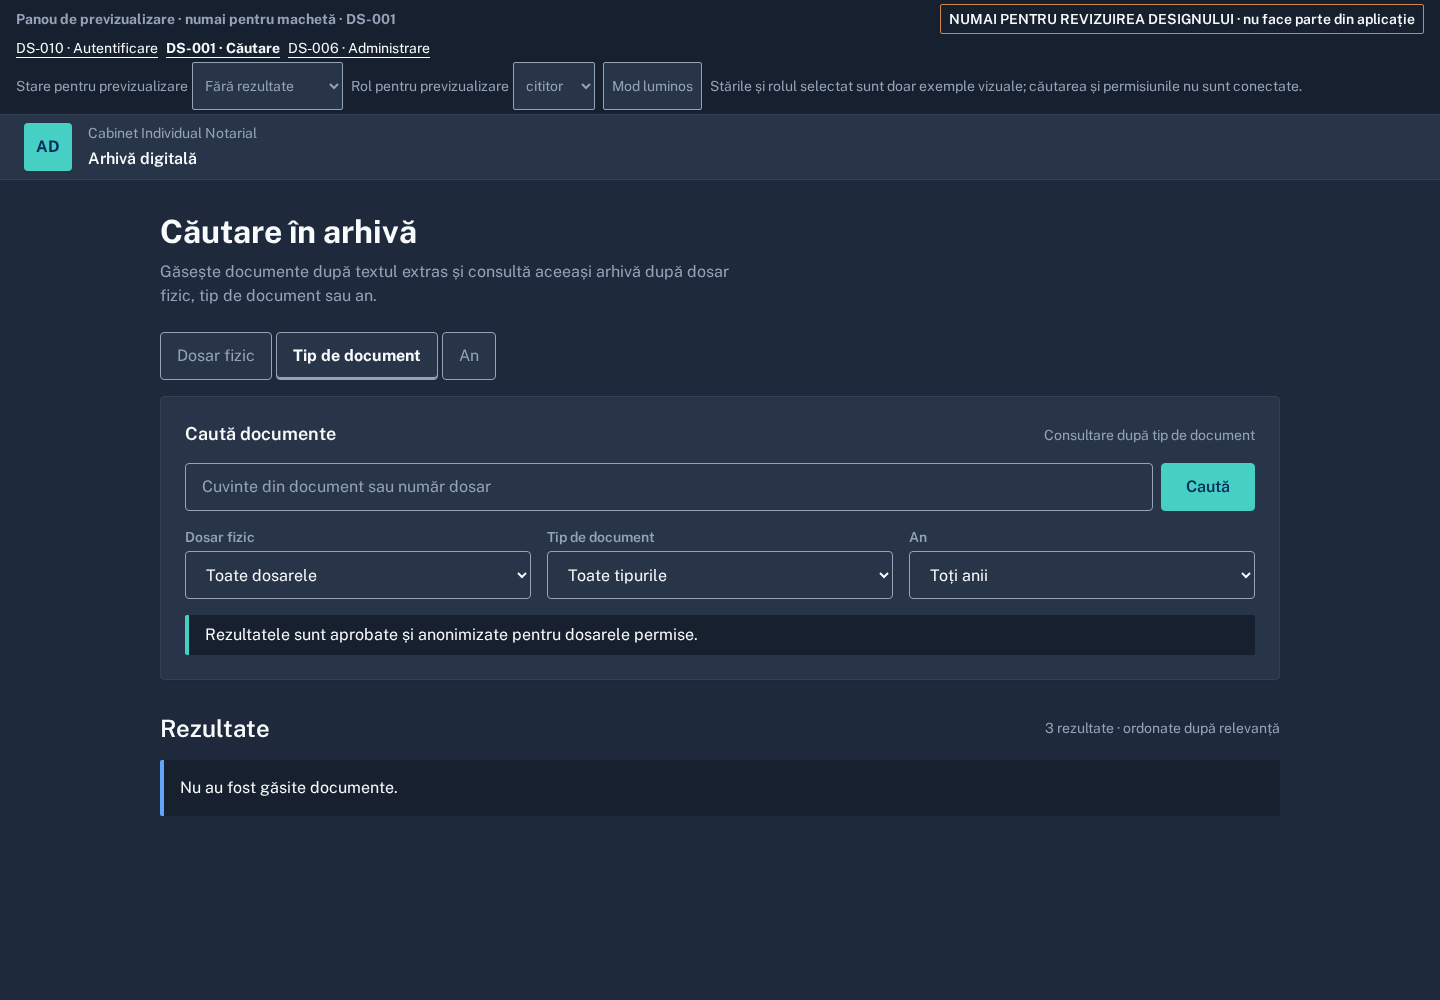 Panou de previzualizare · numai pentru machetă · DS-001
NUMAI PENTRU REVIZUIREA DESIGNULUI · nu face parte din aplicație
DS-010 · Autentificare DS-001 · Căutare DS-006 · Administrare
Stare pentru previzualizare Fără rezultate Rol pentru previzualizare cititor Mod luminos Stările și rolul selectat sunt doar exemple vizuale; căutarea și permisiunile nu sunt conectate.
AD
Cabinet Individual Notarial
Arhivă digitală
Căutare în arhivă
Găsește documente după textul extras și consultă aceeași arhivă după dosar
fizic, tip de document sau an.
Dosar fizic Tip de document An
Caută documente
Consultare după tip de document
Cuvinte din document sau număr dosar
Caută
Dosar fizic Tip de document An
Toate dosarele Toate tipurile Toți anii
Rezultatele sunt aprobate și anonimizate pentru dosarele permise.
Rezultate
3 rezultate · ordonate după relevanță
Nu au fost găsite documente.